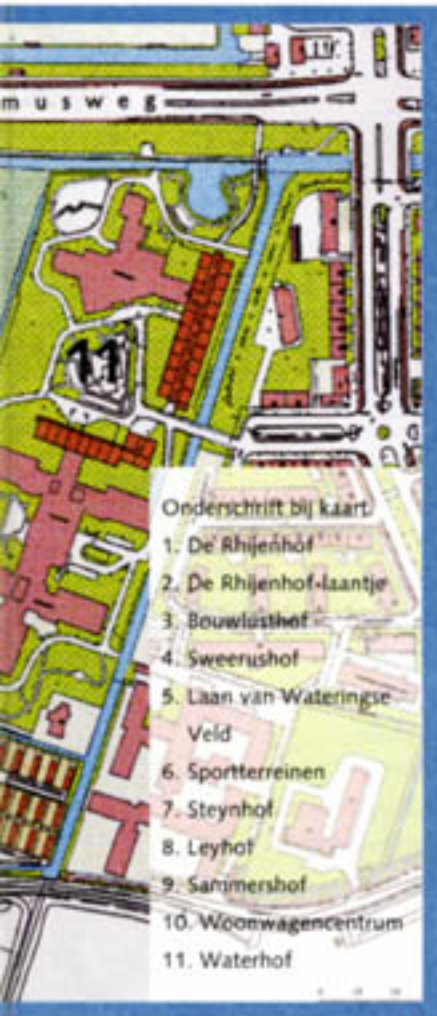 musweg
11
Onderschrift bij kaart
1. De Rhijenhof
2. De Rhijenhof-laantje
3. Bouwlusthof
4. Sweerushof
5. Laan van Wateringse
Veld
6. Sportterreinen
7. Steynhof
8. Leyhof
9. Sammershof
10. Woonwagencentrum
11. Waterhof